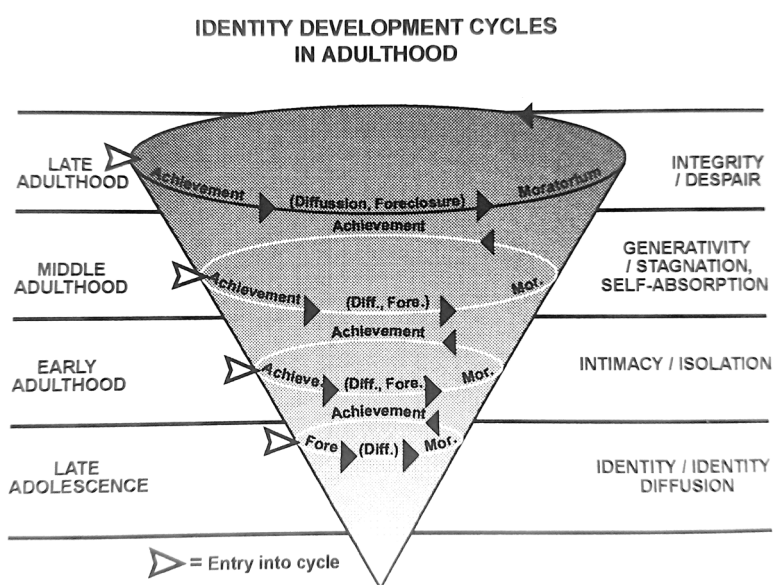 IDENTITY DEVELOPMENT CYCLES
IN ADULTHOOD
LATE
ADULTHOOD
Achievement
(Diffussion, Foreclosure)
Moratorium
INTEGRITY
/ DESPAIR
Achievement
MIDDLE
ADULTHOOD
Achievement
(Diff., Fore.)
Mor.
GENERATIVITY
/ STAGNATION,
SELF-ABSORPTION
Achievement
EARLY
ADULTHOOD
Achieve.
(Diff., Fore.)
Mor.
INTIMACY / ISOLATION
Achievement
Fore
(Diff.)
Mor.
LATE
ADOLESCENCE
IDENTITY / IDENTITY
DIFFUSION
= Entry into cycle